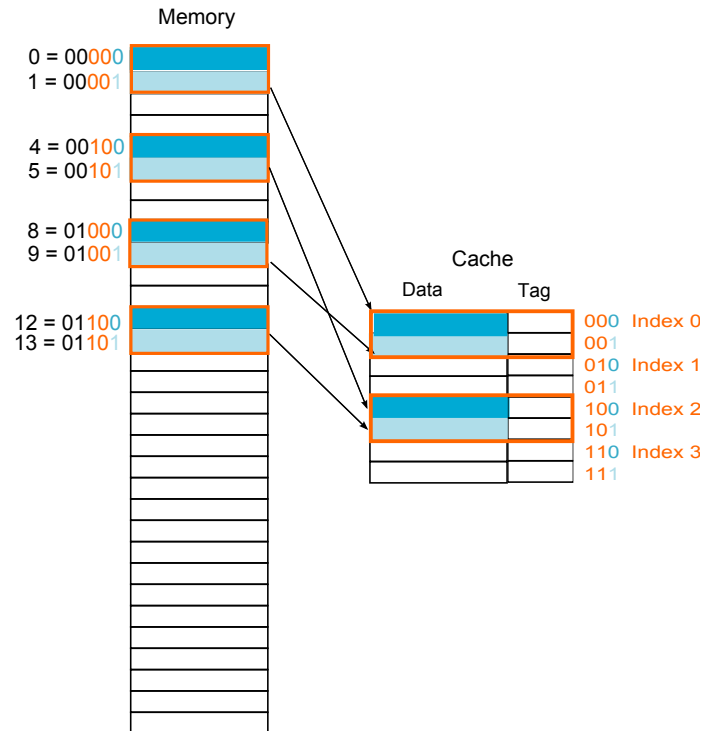 Memory
0 = 00000
1 = 00001
4 = 00100
5 = 00101
8 = 01000
9 = 01001
12 = 01100
13 = 01101
Cache
Data Tag
000 Index 0
001
010 Index 1
011
100 Index 2
101
110 Index 3
111